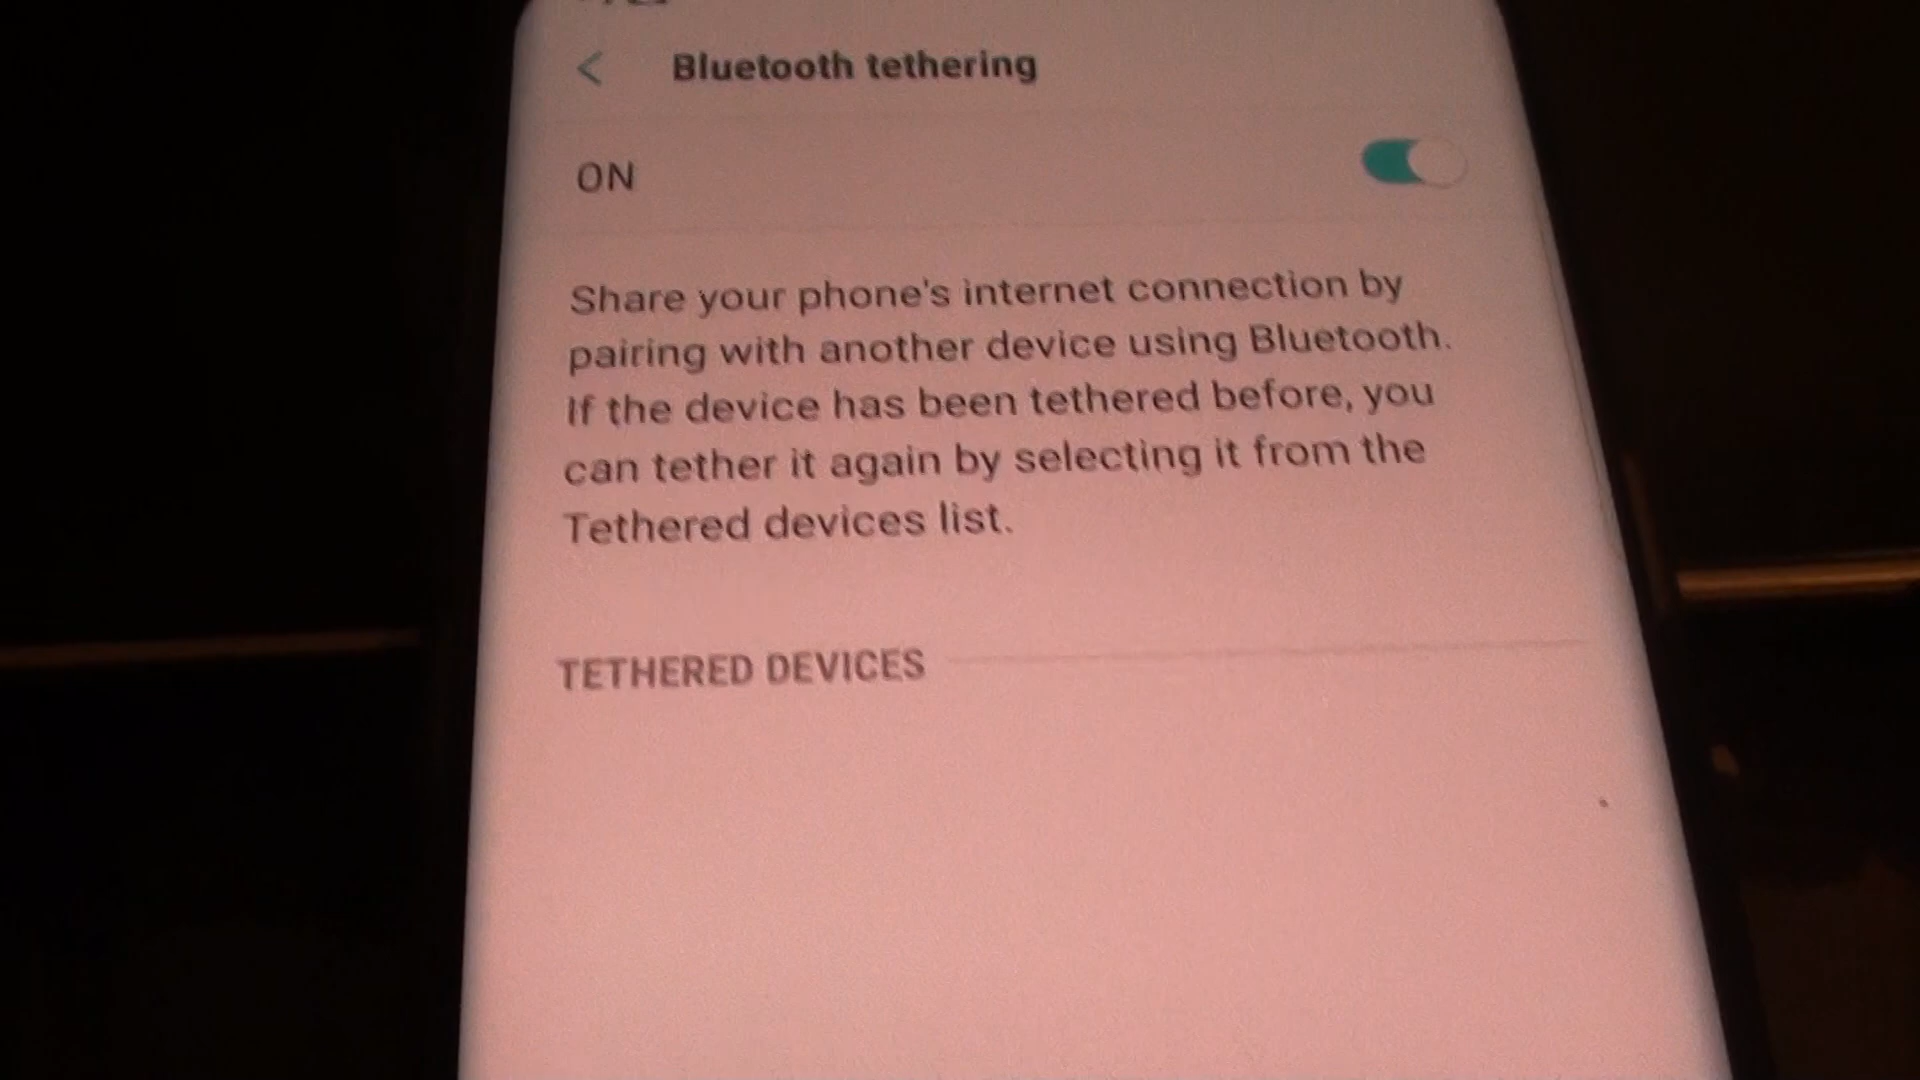 Bluetooth tethering
ON
Share your phone's internet connection by
pairing with another device using Bluetooth.
If the device has been tethered before, you
can tether it again by selecting it from the
Tethered devices list.
TETHERED DEVICES